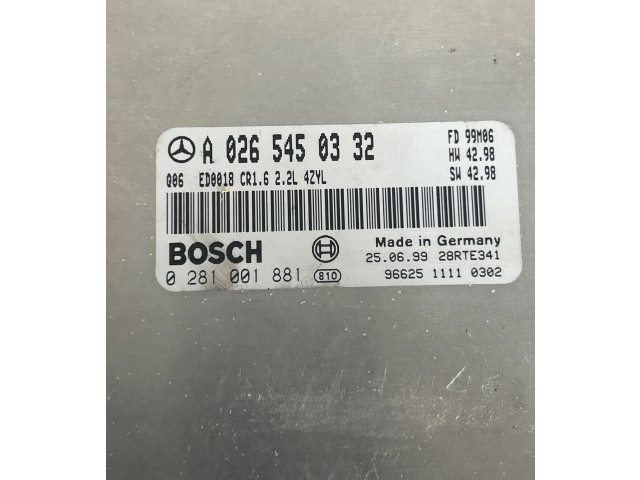 A 026 545 03 32 FD 99M06
HW 42.98
Q06 ED0018 CR1.6 2.2L 4ZYL SW 42.98
BOSCH Made in Germany
25.06.99 28RTE341
0 281 001 881 810 96625 1111 0302